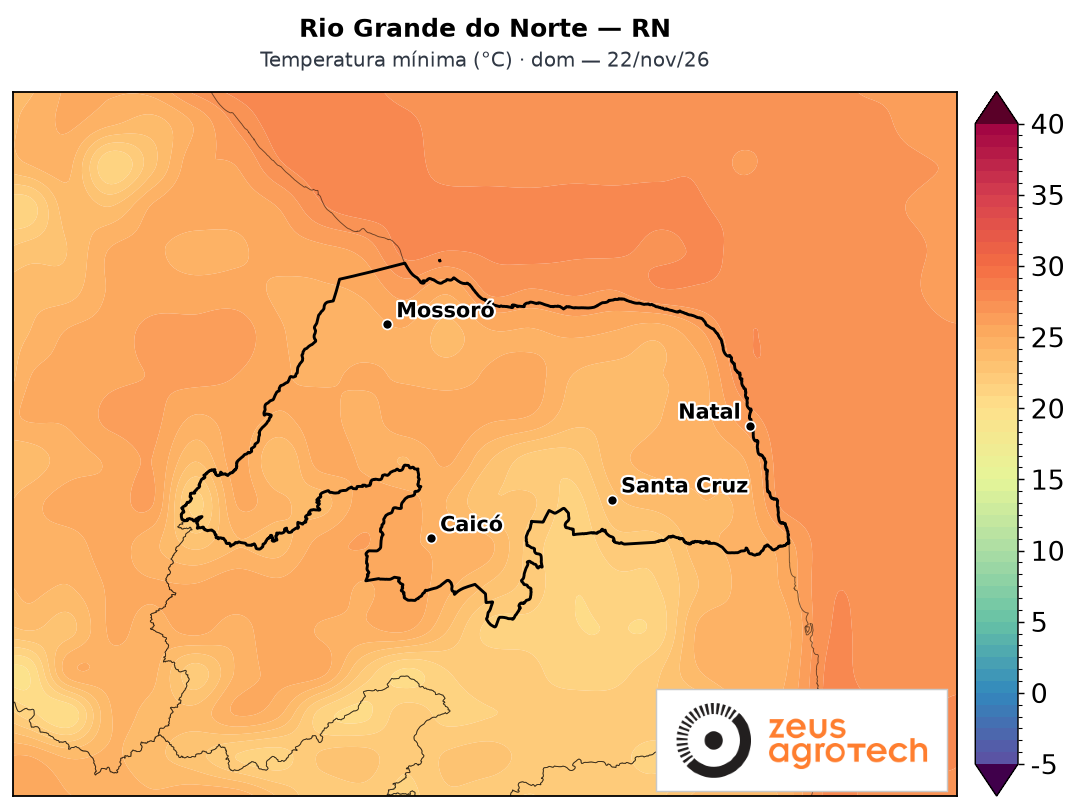 Rio Grande do Norte — RN
Temperatura mínima (°C) · dom — 22/nov/26
40
35
30
25
20
15
10
5
0
-5
Mossoró
Natal
Santa Cruz
Caicó
zeus
agrotech